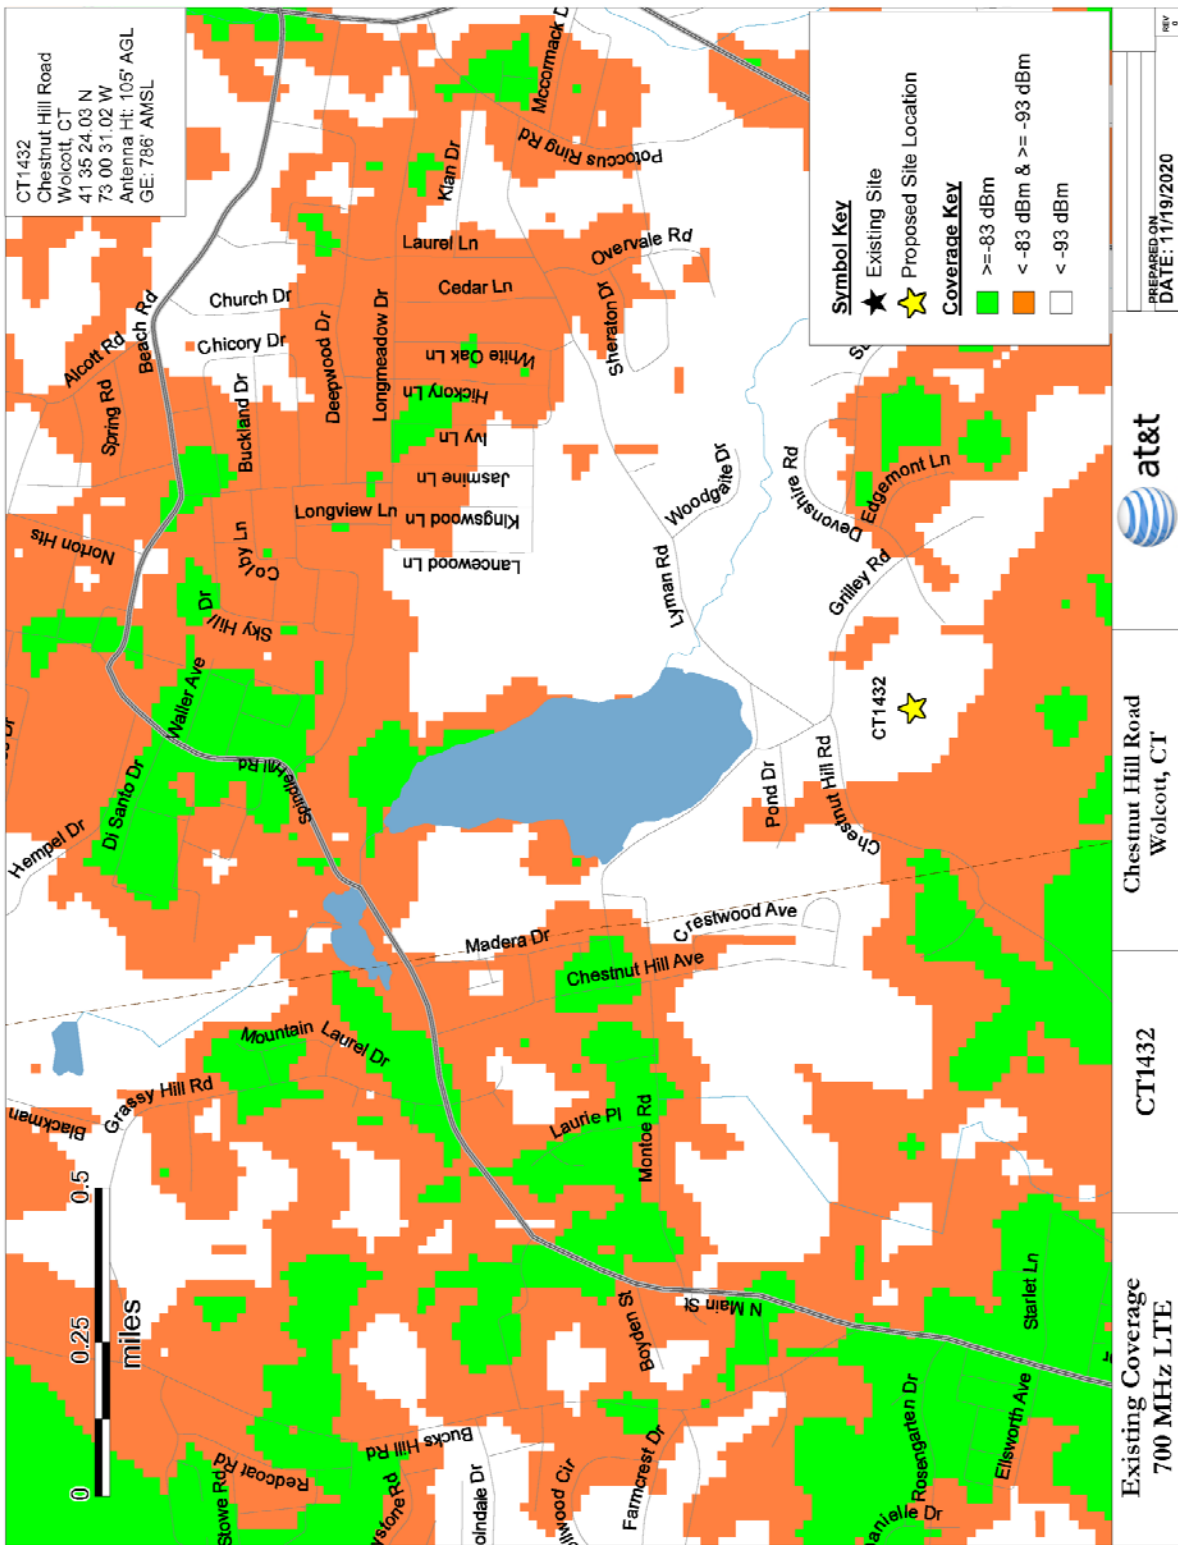 CT1432
Chestnut Hill Road
Wolcott, CT
41 35 24.03 N
73 00 31.02 W
Antenna Ht: 105' AGL
GE: 786' AMSL
Mccormack D
Potoccus Ring Rd
Klan Dr
Laurel Ln
Overvale Rd
Cedar Ln
Sheraton Dr
Church Dr
Chicory Dr
Beach Rd
Alcott Rd
Spring Rd
Buckland Dr
Deepwood Dr
Longmeadow Dr
White Oak Ln
Hickory Ln
Ivy Ln
Jasmine Ln
Kingswood Ln
Lancewood Ln
Longview Ln
Colby Ln
Norton Hts
Sky Hill Dr
Waller Ave
Spindle Hill Rd
Di Santo Dr
Hempel Dr
Woodgaite Dr
Lyman Rd
Devonshire Rd
Edgemont Ln
Grilley Rd
CT1432
Pond Dr
Chestnut Hill Rd
Crestwood Ave
Madera Dr
Chestnut Hill Ave
Mountain Laurel Dr
Grassy Hill Rd
Blackman
Laurie Pl
Montoe Rd
N Main St
Boyden St
Starlet Ln
Ellsworth Ave
Rosengarten Dr
anielle Dr
Farmcrest Dr
Bucks Hill Rd
ollwood Cir
olndale Dr
Redcoat Rd
Stowe Rd
ystone Rd
0
0.25
0.5
miles
Symbol Key
Existing Site
Proposed Site Location
Coverage Key
>=-83 dBm
< -83 dBm & >= -93 dBm
< -93 dBm
Existing Coverage
700 MHz LTE
CT1432
Chestnut Hill Road
Wolcott, CT
at&t
PREPARED ON
DATE: 11/19/2020
REV
0